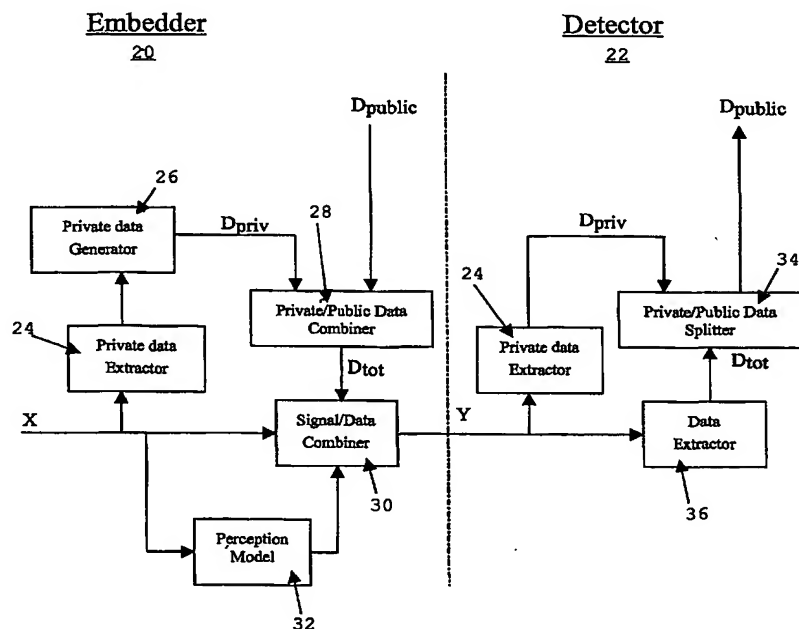 Embedder
20
Detector
22
Dpublic
Dpublic
26
Private data
Generator
Dpriv
28
Dpriv
34
24
Private/Public Data
Combiner
24
Private/Public Data
Splitter
Private data
Extractor
Private data
Extractor
Dtot
Dtot
X
Signal/Data
Combiner
Y
Data
Extractor
30
36
Perception
Model
32